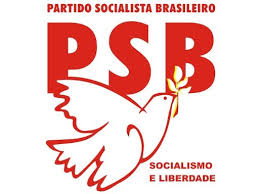 PARTIDO SOCIALISTA BRASILEIRO
PSB
SOCIALISMO
E LIBERDADE